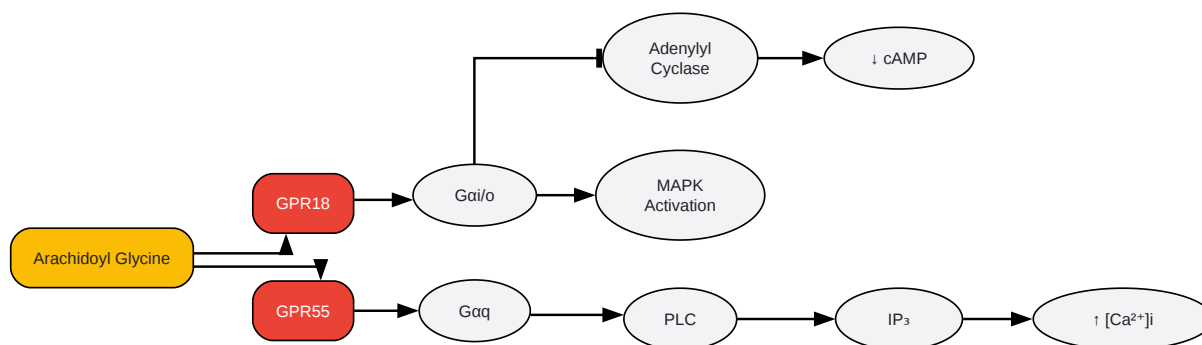 Adenylyl
Cyclase
↓ cAMP
GPR18
Gαi/o
MAPK
Activation
Arachidoyl Glycine
GPR55
Gαq
PLC
IP₃
↑ [Ca²⁺]i